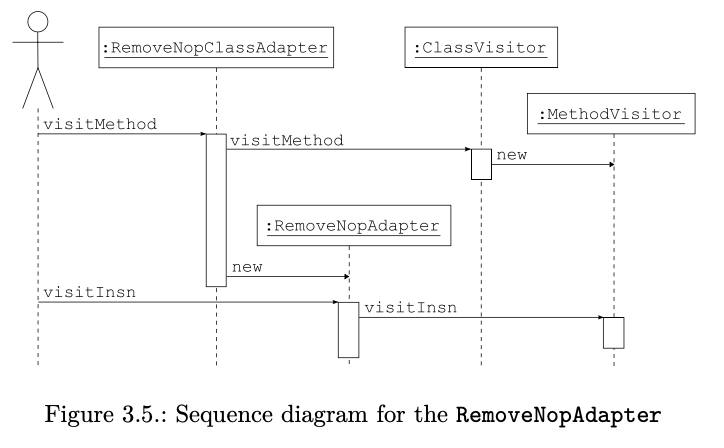 :RemoveNopClassAdapter
:ClassVisitor
:MethodVisitor
visitMethod
visitMethod
new
:RemoveNopAdapter
new
visitInsn
visitInsn
Figure 3.5.: Sequence diagram for the RemoveNopAdapter